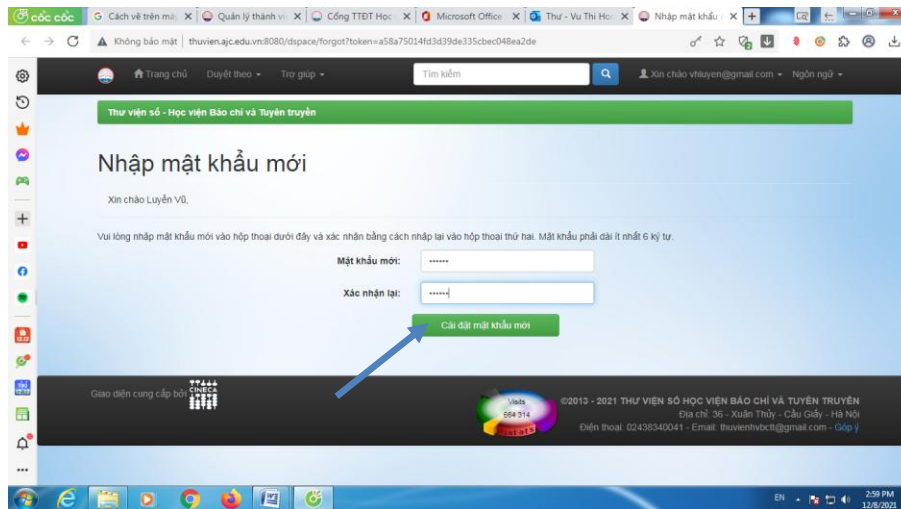 cốc cốc
Cách vẽ trên má
Quản lý thành vi
Cổng TTĐT Học
Microsoft Office
Thư - Vu Thi Ho
Nhập mật khẩu
Không bảo mật | thuvien.ajc.edu.vn:8080/dspace/forgot?token=a58a75014fd3d39de335cbec048ea2de
Trang chủ Duyệt theo Trợ giúp Tìm kiếm Xin chào vhluyen@gmail.com Ngôn ngữ
Thư viện số - Học viện Báo chí và Tuyên truyền
Nhập mật khẩu mới
Xin chào Luyến Vũ,
Vui lòng nhập mật khẩu mới vào hộp thoại dưới đây và xác nhận bằng cách nhập lại vào hộp thoại thứ hai. Mật khẩu phải dài ít nhất 6 ký tự.
Mật khẩu mới: ••••••
Xác nhận lại: ••••••
Cài đặt mật khẩu mới
Giao diện cung cấp bởi CINECA
Visits
664 314
©2013 - 2021 THƯ VIỆN SỐ HỌC VIỆN BÁO CHÍ VÀ TUYÊN TRUYỀN
Địa chỉ: 36 - Xuân Thủy - Cầu Giấy - Hà Nội
Điện thoại: 02438340041 - Email: thuvienhvbctt@gmail.com - Góp ý
EN
2:59 PM
12/8/2021